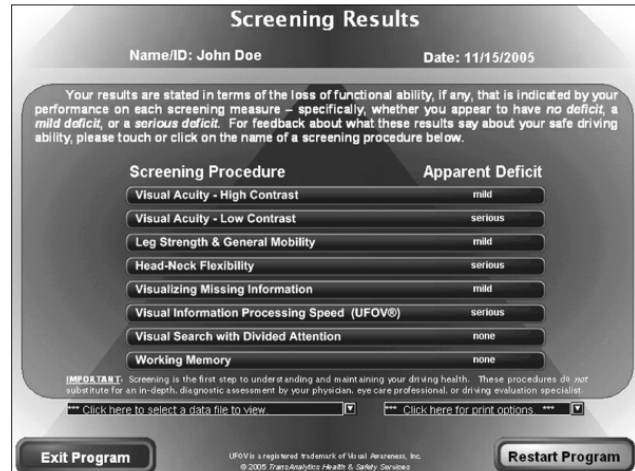 Screening Results
Name/ID: John Doe
Date: 11/15/2005
Your results are stated in terms of the loss of functional ability, if any, that is indicated by your
performance on each screening measure – specifically, whether you appear to have no deficit, a
mild deficit, or a serious deficit. For feedback about what these results say about your safe driving
ability, please touch or click on the name of a screening procedure below.
Screening Procedure Apparent Deficit
Visual Acuity - High Contrast mild
Visual Acuity - Low Contrast serious
Leg Strength & General Mobility mild
Head-Neck Flexibility serious
Visualizing Missing Information mild
Visual Information Processing Speed (UFOV®) serious
Visual Search with Divided Attention none
Working Memory none
IMPORTANT: Screening is the first step to understanding and maintaining your driving health. These procedures do not
substitute for an in-depth, diagnostic assessment by your physician, eye care professional, or driving evaluation specialist.
*** Click here to select a data file to view.
*** Click here for print options. ***
Exit Program
UFOV is a registered trademark of Visual Awareness, Inc.
© 2005 TransAnalytics Health & Safety Services
Restart Program